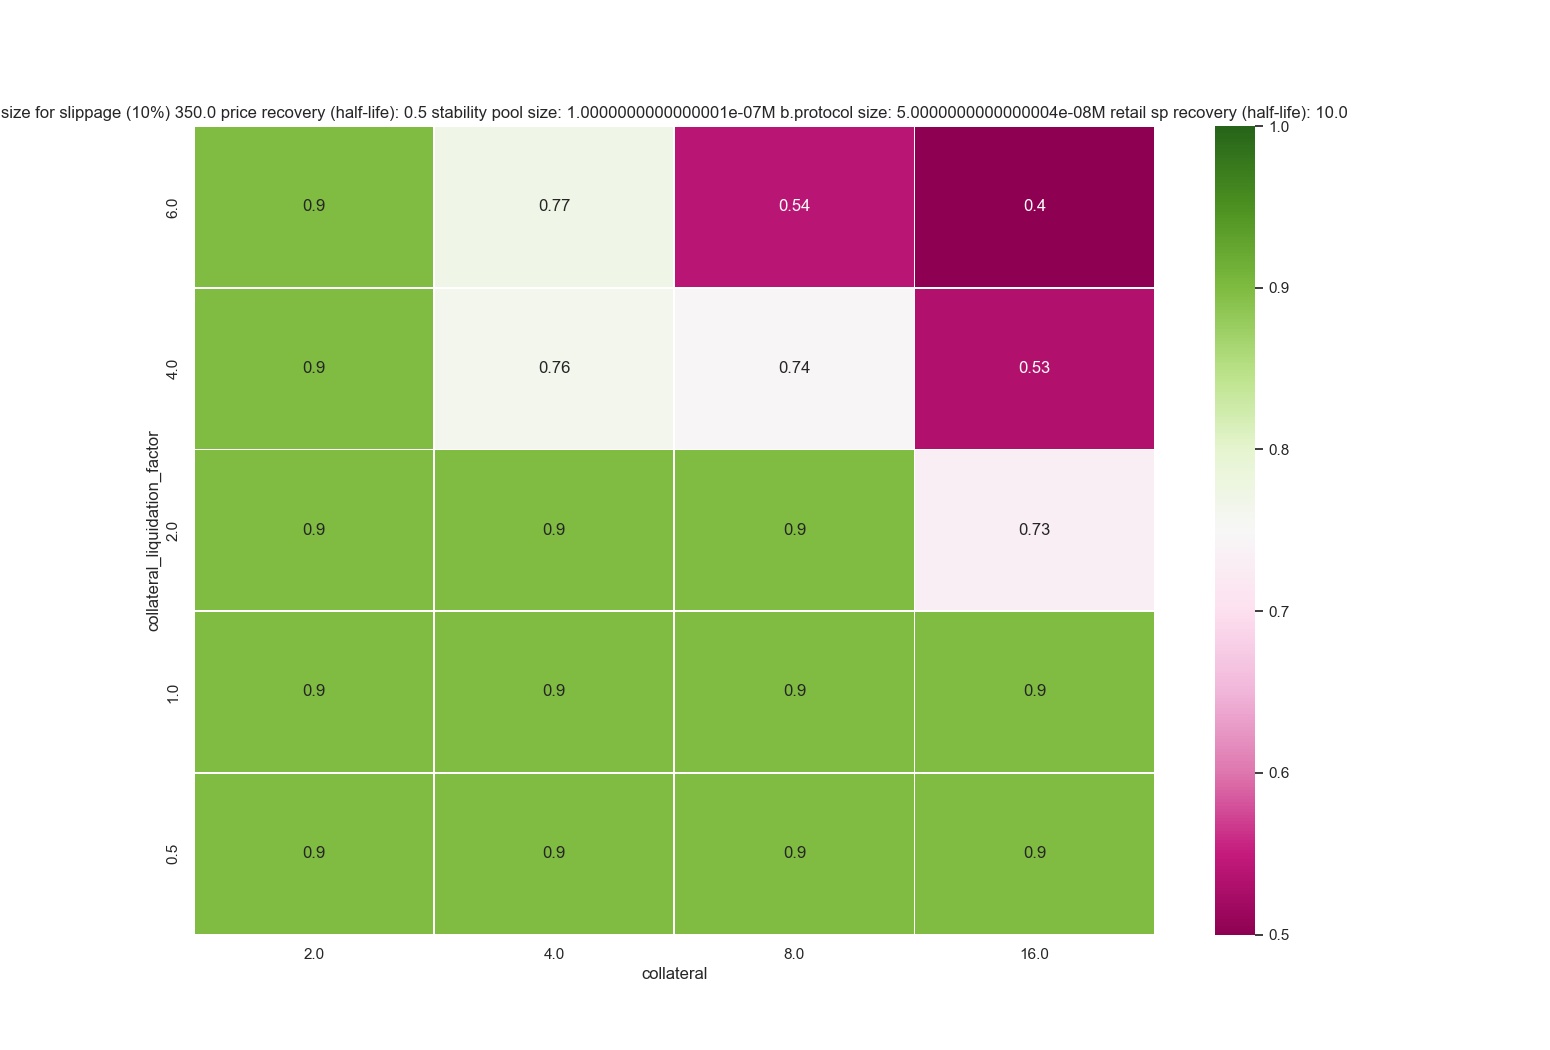 size for slippage (10%) 350.0 price recovery (half-life): 0.5 stability pool size: 1.0000000000000001e-07M b.protocol size: 5.0000000000000004e-08M retail sp recovery (half-life): 10.0
6.0 0.9 0.77 0.54 0.4
4.0 0.9 0.76 0.74 0.53
2.0 0.9 0.9 0.9 0.73
1.0 0.9 0.9 0.9 0.9
0.5 0.9 0.9 0.9 0.9
collateral_liquidation_factor
2.0 4.0 8.0 16.0
collateral
1.0
0.9
0.8
0.7
0.6
0.5